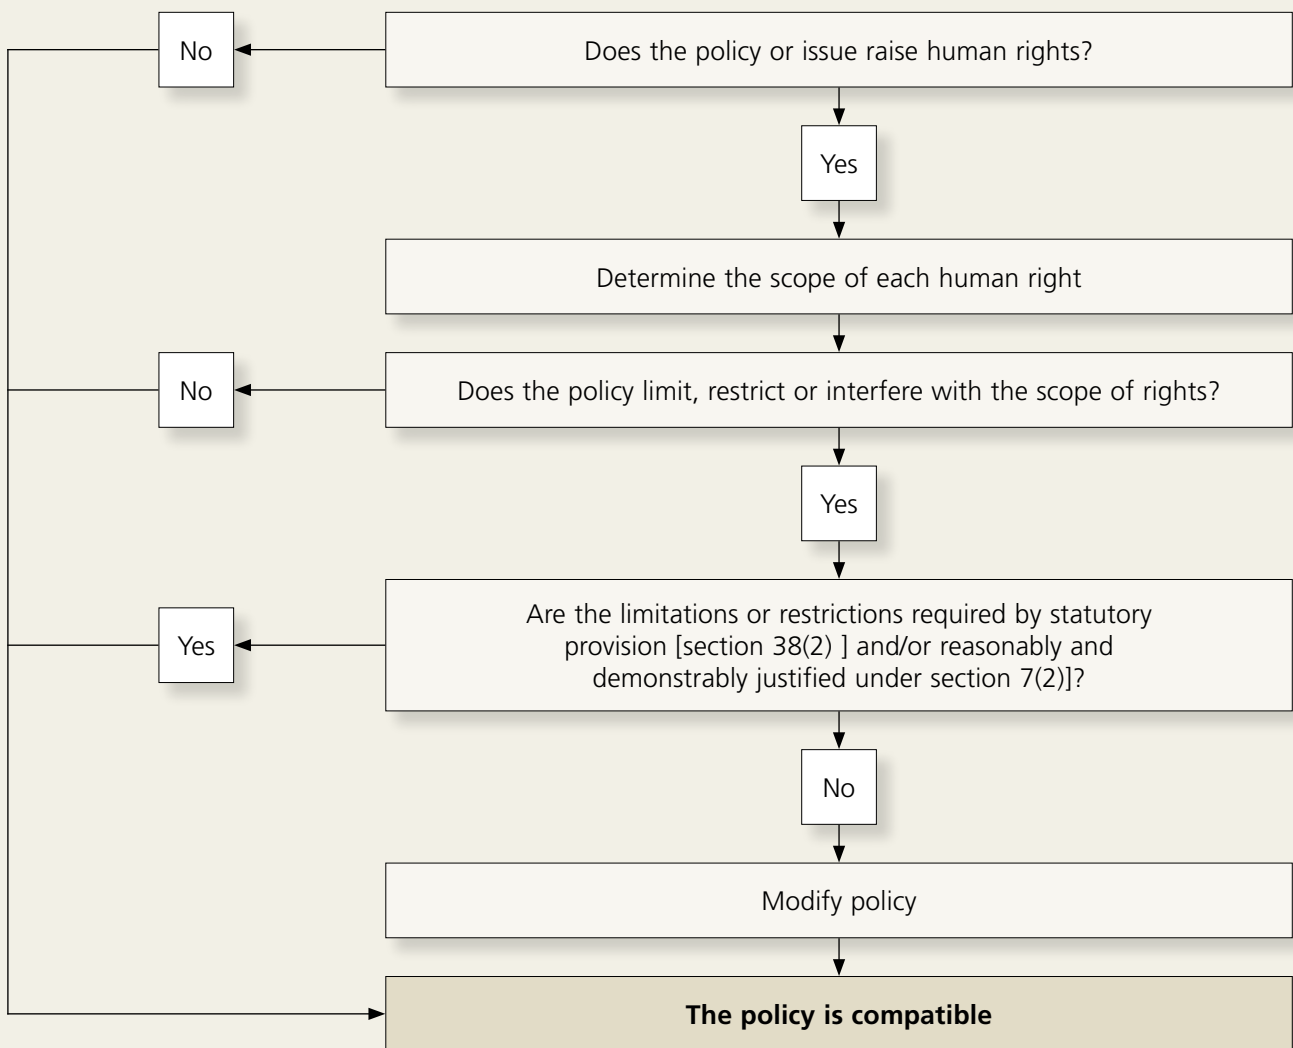 No
Does the policy or issue raise human rights?
Yes
Determine the scope of each human right
No
Does the policy limit, restrict or interfere with the scope of rights?
Yes
Yes
Are the limitations or restrictions required by statutory
provision [section 38(2) ] and/or reasonably and
demonstrably justified under section 7(2)]?
No
Modify policy
The policy is compatible